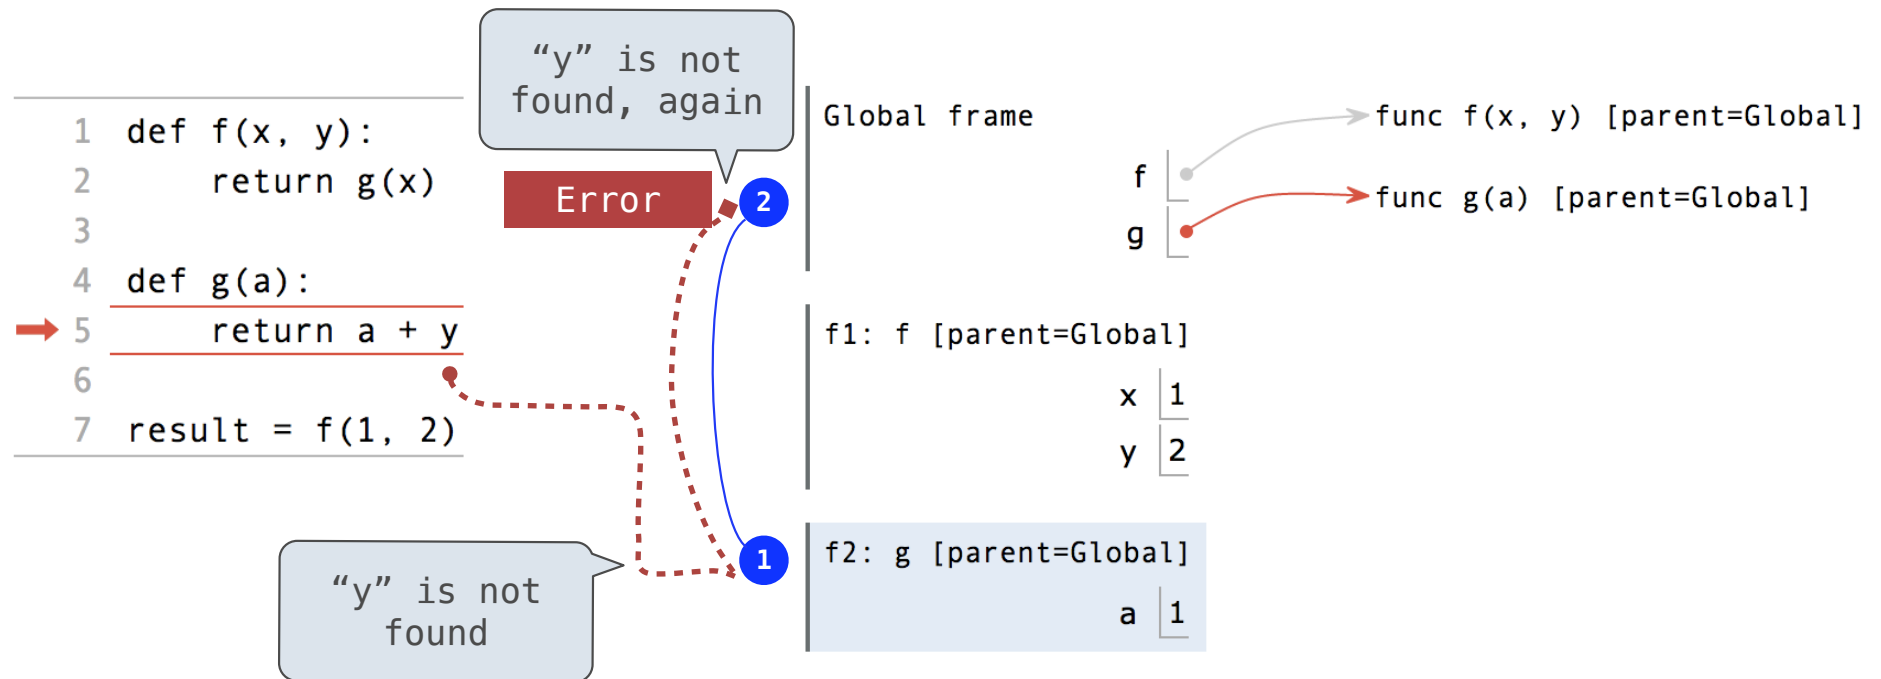 “y” is not
found, again
1 def f(x, y):
2     return g(x)
3
4 def g(a):
5     return a + y
6
7 result = f(1, 2)
Error
2
“y” is not
found
1
Global frame
f
g
func f(x, y) [parent=Global]
func g(a) [parent=Global]
f1: f [parent=Global]
x 1
y 2
f2: g [parent=Global]
a 1